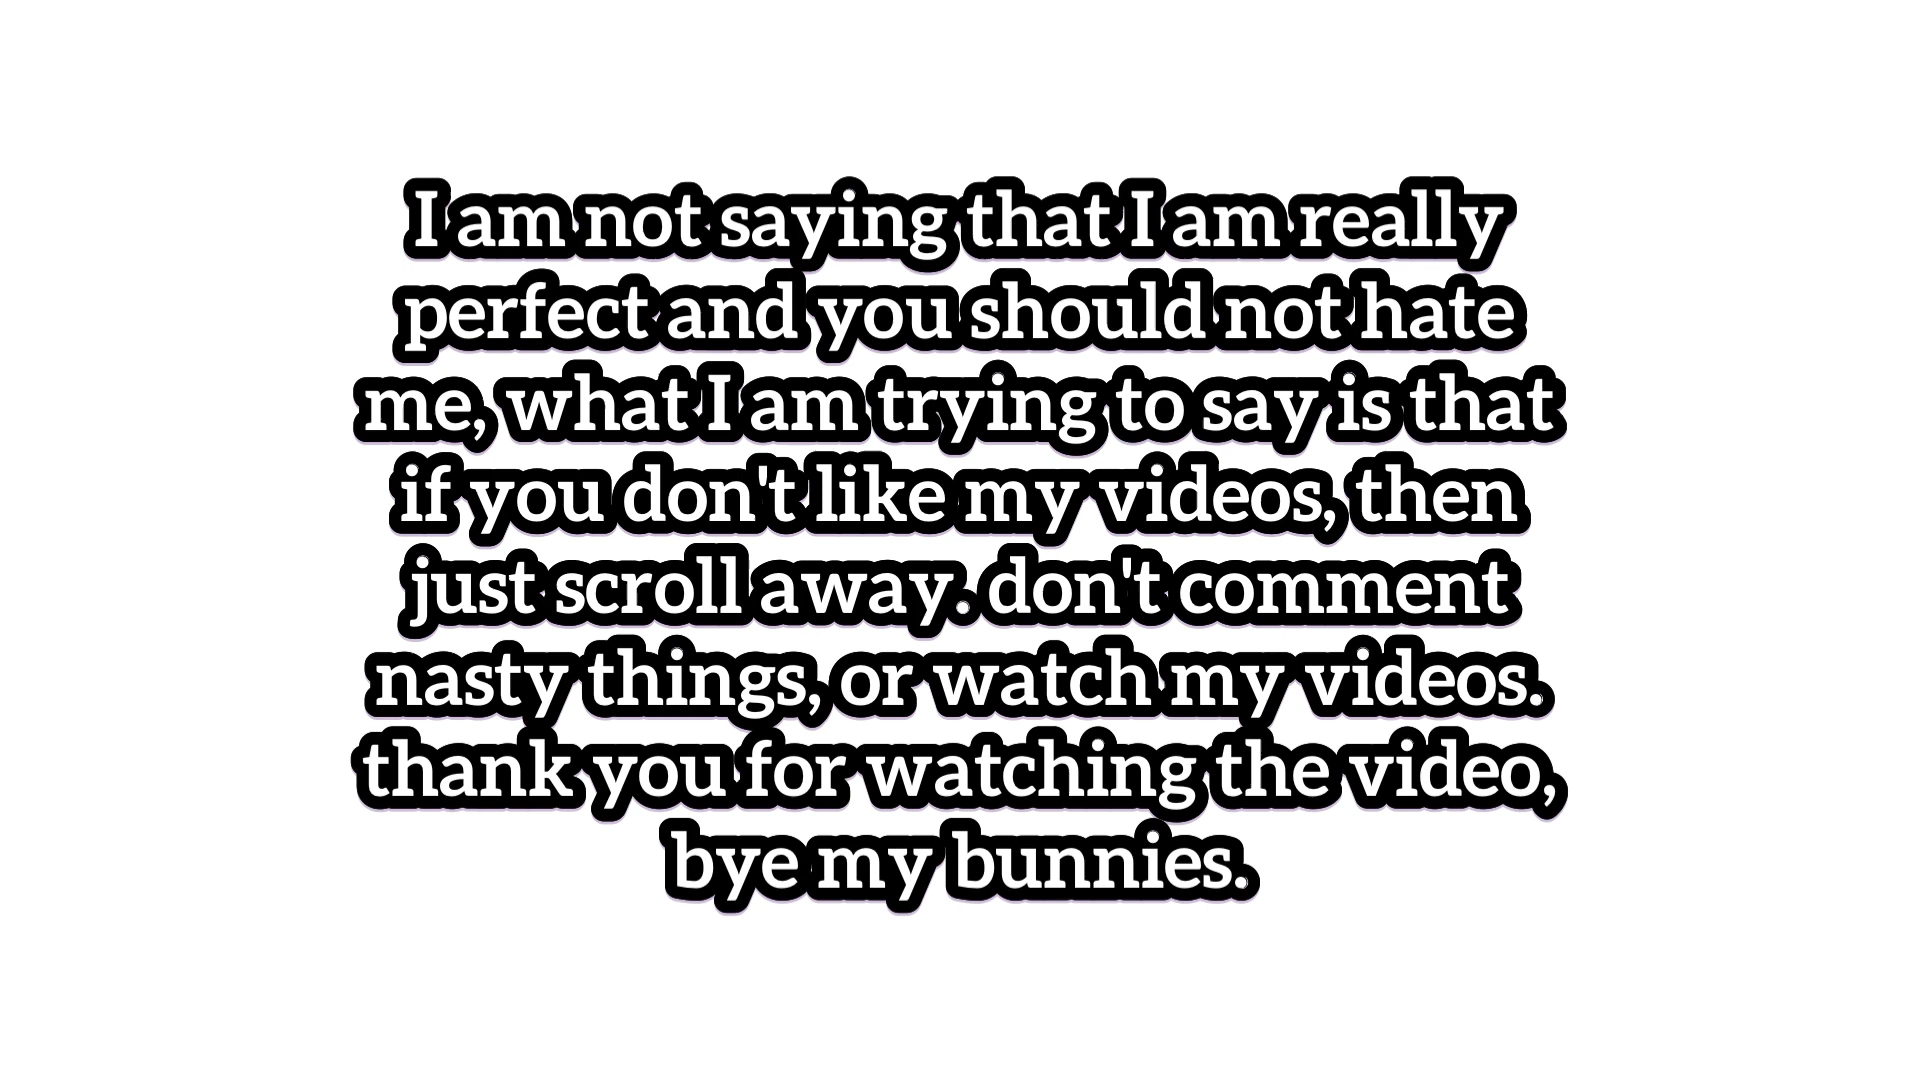 I am not saying that I am really
perfect and you should not hate
me, what I am trying to say is that
if you don't like my videos, then
just scroll away. don't comment
nasty things, or watch my videos.
thank you for watching the video,
bye my bunnies.